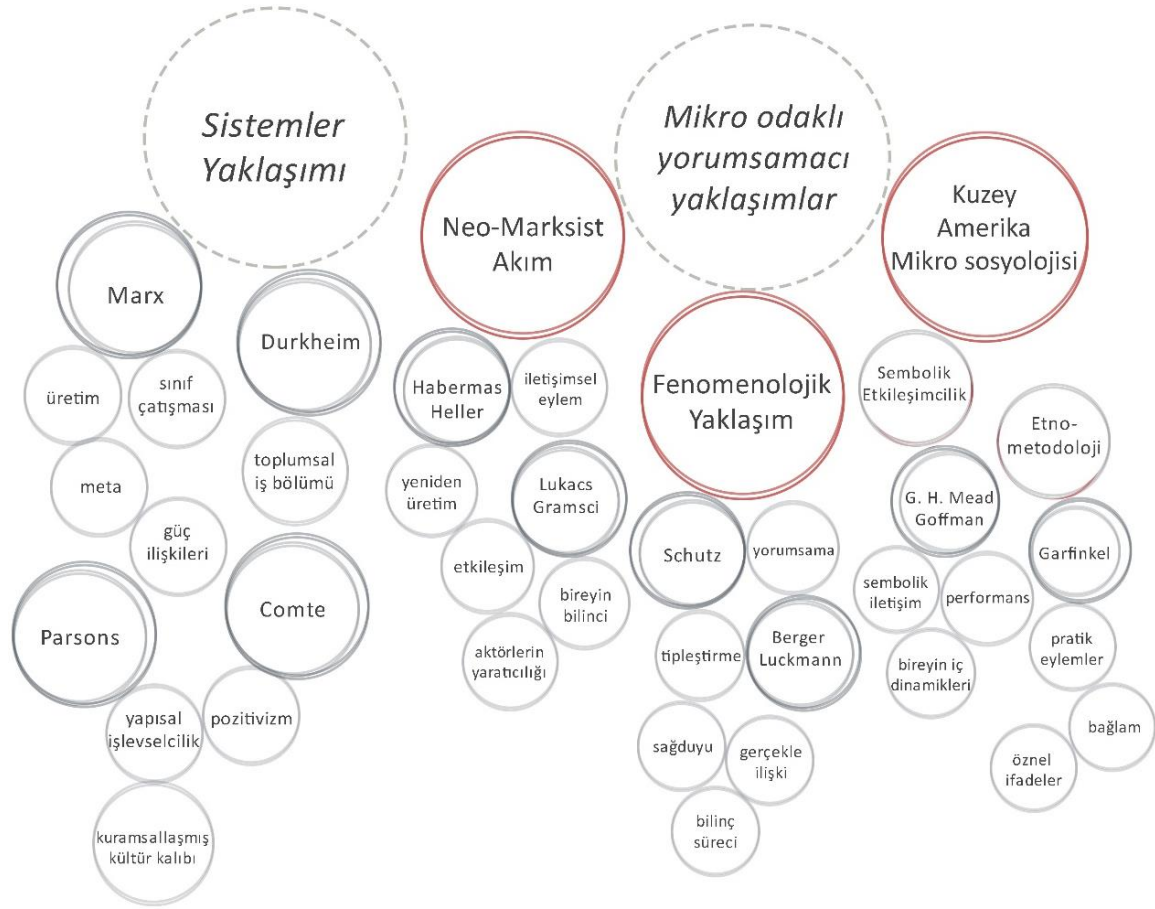 Sistemler
Yaklaşımı
Marx
Durkheim
üretim
sınıf
çatışması
meta
toplumsal
iş bölümü
güç
ilişkileri
Parsons
Comte
yapısal
işlevselcilik
pozitivizm
kuramsallaşmış
kültür kalıbı
Mikro odaklı
yorumsamacı
yaklaşımlar
Neo-Marksist
Akım
Habermas
Heller
iletişimsel
eylem
yeniden
üretim
Lukacs
Gramsci
etkileşim
bireyin
bilinci
aktörlerin
yaratıcılığı
Fenomenolojik
Yaklaşım
Schutz
yorumsama
tipleştirme
Berger
Luckmann
sağduyu
gerçekle
ilişki
bilinç
süreci
Kuzey
Amerika
Mikro sosyolojisi
Sembolik
Etkileşimcilik
Etno-
metodoloji
G. H. Mead
Goffman
Garfinkel
sembolik
iletişim
performans
bireyin iç
dinamikleri
pratik
eylemler
bağlam
öznel
ifadeler